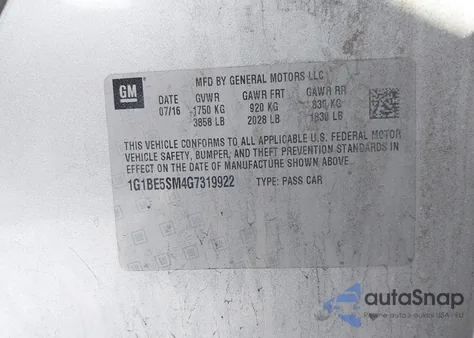 GM
MFD BY GENERAL MOTORS LLC
DATE GVWR GAWR FRT GAWR RR
07/16 1750 KG 920 KG 830 KG
3858 LB 2028 LB 1830 LB
THIS VEHICLE CONFORMS TO ALL APPLICABLE U.S. FEDERAL MOTOR
VEHICLE SAFETY, BUMPER, AND THEFT PREVENTION STANDARDS IN
EFFECT ON THE DATE OF MANUFACTURE SHOWN ABOVE.
1G1BE5SM4G7319922 TYPE: PASS CAR
autoSnap